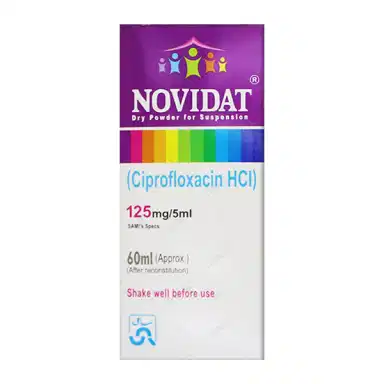 NOVIDAT®
Dry Powder for Suspension
(Ciprofloxacin HCl)
125mg/5ml
SAMI's Specs
60ml (Approx.)
(After reconstitution)
Shake well before use
سامی